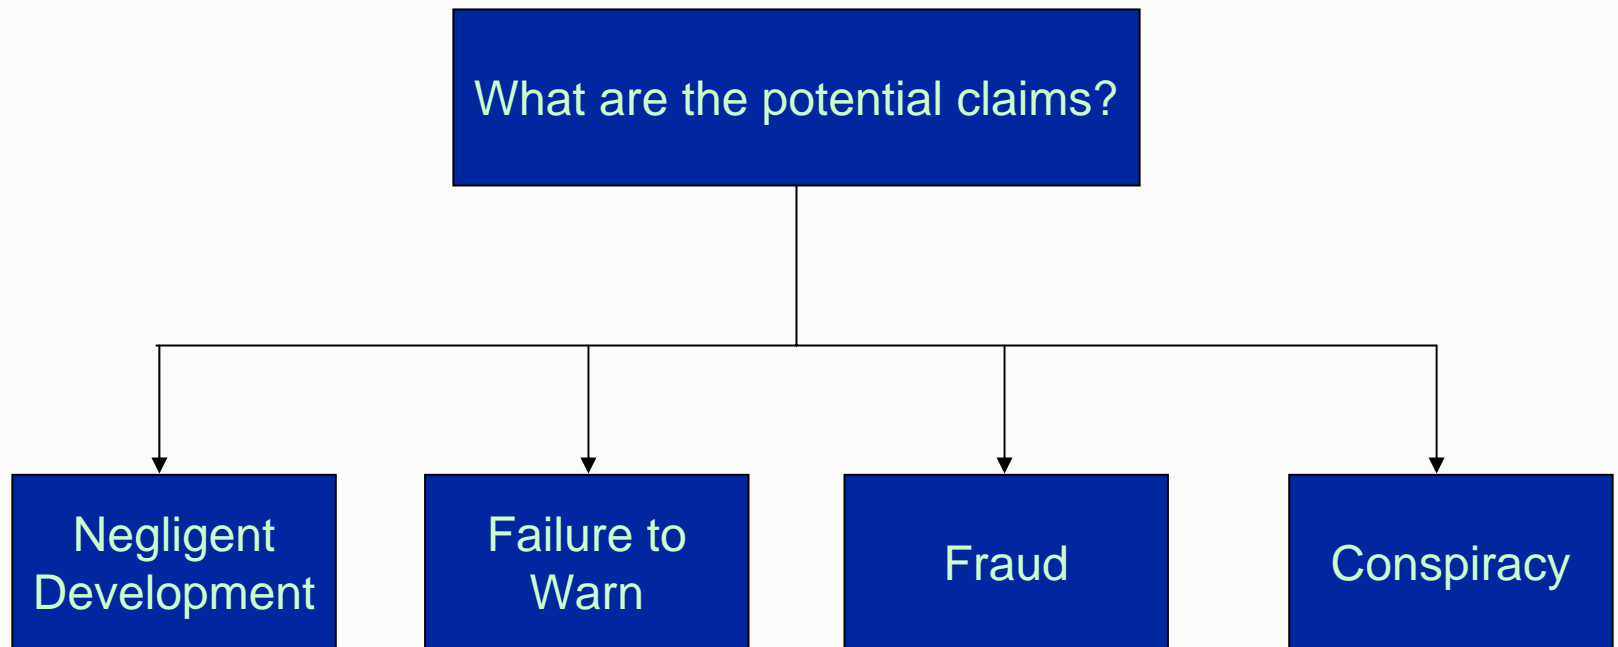 What are the potential claims?
Negligent
Development
Failure to
Warn
Fraud
Conspiracy